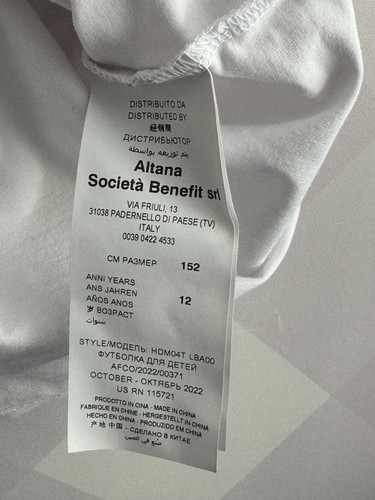 DISTRIBUITO DA
DISTRIBUTED BY
经销商
ДИСТРИБЬЮТОР
يتم توزيعه بواسطة
Altana
Società Benefit srl
VIA FRIULI, 13
31038 PADERNELLO DI PAESE (TV)
ITALY
0039 0422 4533
СМ РАЗМЕР 152
ANNI YEARS
ANS JAHREN
AÑOS ANOS 12
岁 ВОЗРАСТ
سنوات
STYLE/МОДЕЛЬ: HDM04T LBA00
ФУТБОЛКА ДЛЯ ДЕТЕЙ
AFCO/2022/00371
OCTOBER - ОКТЯБРЬ 2022
US RN 115721
PRODOTTO IN CINA - MADE IN CHINA
FABRIQUE EN CHINE - HERGESTELLT IN CHINA
HECHO EN CHINA - PRODUZIDO EM CHINA
产地 中国 - СДЕЛАНО В КИТАЕ
صنع في الصين